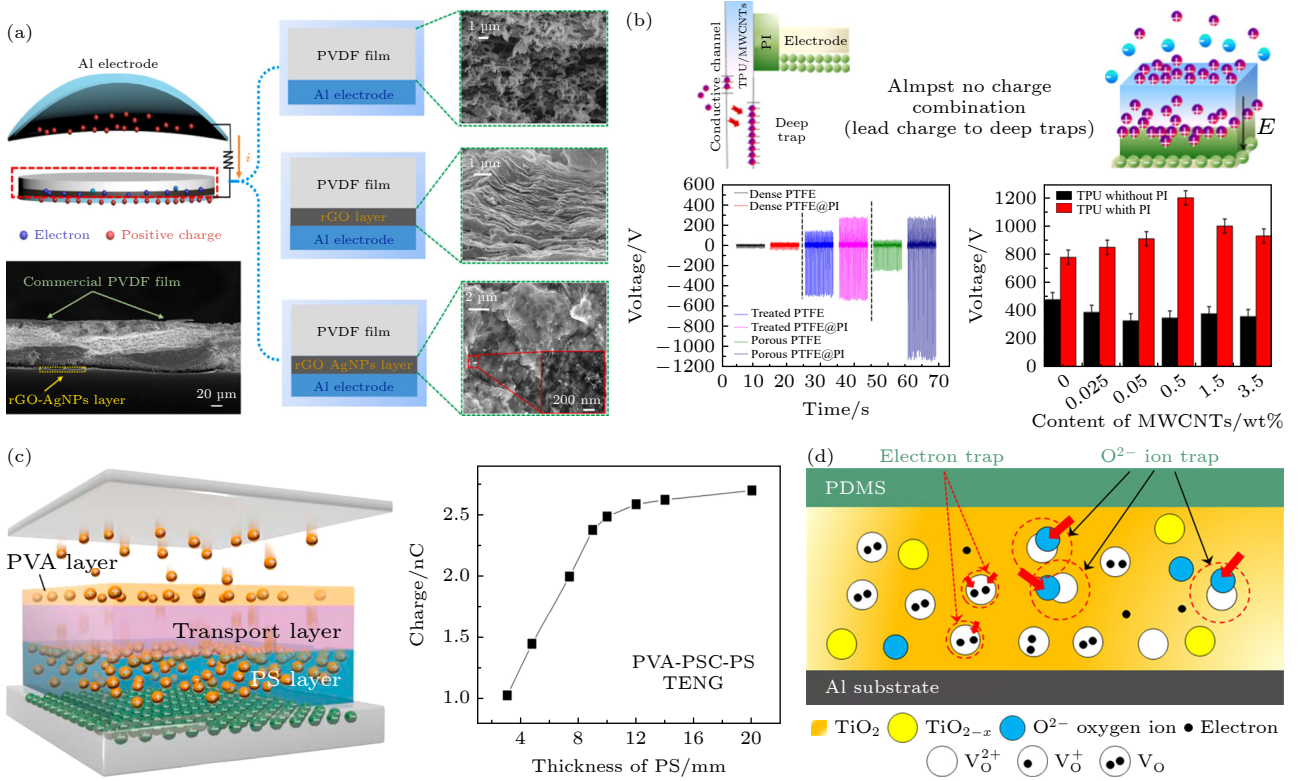 (a)
Al electrode
i
Electron
Positive charge
Commercial PVDF film
rGO-AgNPs layer
20 μm
PVDF film
Al electrode
1 μm
PVDF film
rGO layer
Al electrode
1 μm
PVDF film
rGO AgNPs layer
Al electrode
2 μm
200 nm
(b)
Conductive channel
TPU/MWCNTs
PI
Electrode
Deep
trap
Almpst no charge
combination
(lead charge to deep traps)
E
Voltage/V
600
400
200
0
−200
−400
−600
−800
−1000
−1200
Dense PTFE
Dense PTFE@PI
Treated PTFE
Treated PTFE@PI
Porous PTFE
Porous PTFE@PI
0 10 20 30 40 50 60 70
Time/s
Voltage/V
1200
1000
800
600
400
200
0
TPU whithout PI
TPU whith PI
0 0.025 0.05 0.5 1.5 3.5
Content of MWCNTs/wt%
(c)
PVA layer
Transport layer
PS layer
Charge/nC
2.5
2.0
1.5
1.0
PVA-PSC-PS
TENG
4 8 12 16 20
Thickness of PS/mm
(d)
Electron trap
O²⁻ ion trap
PDMS
Al substrate
TiO₂ TiO₂₋ₓ O²⁻ oxygen ion Electron
V_O^2+ V_O^+ V_O